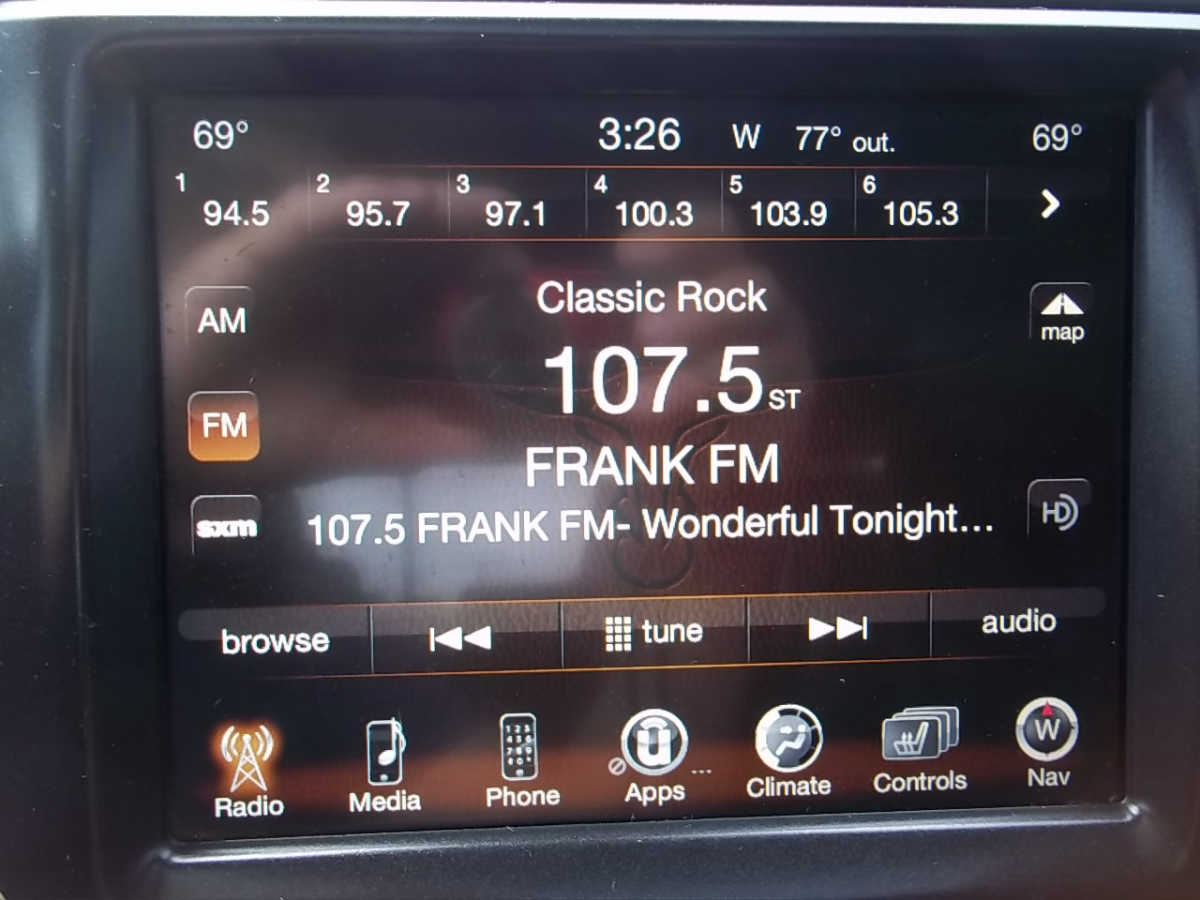 69° 3:26 W 77° out. 69°
1 94.5 2 95.7 3 97.1 4 100.3 5 103.9 6 105.3
Classic Rock
AM
map
107.5 ST
FM
FRANK FM
sxm
107.5 FRANK FM- Wonderful Tonight...
HD
browse tune audio
W
Radio Media Phone Apps ... Climate Controls Nav